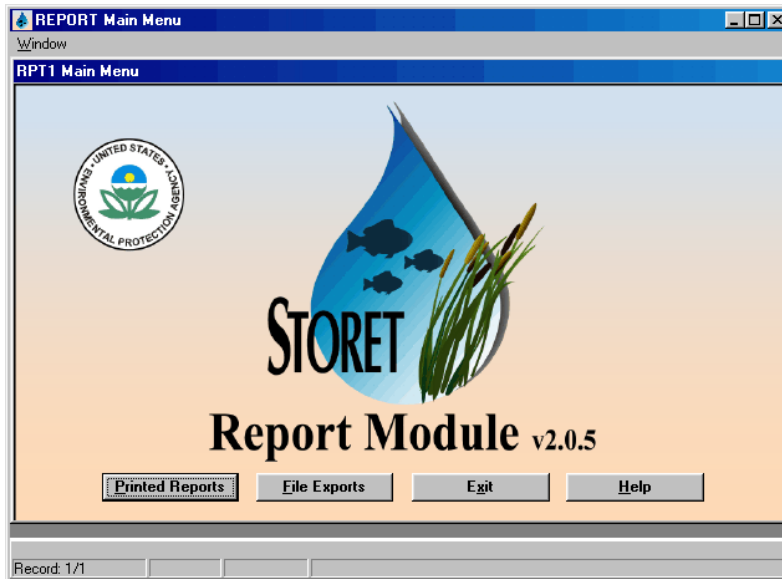 REPORT Main Menu
Window
RPT1 Main Menu
UNITED STATES
ENVIRONMENTAL PROTECTION AGENCY
STORET
Report Module v2.0.5
Printed Reports File Exports Exit Help
Record: 1/1